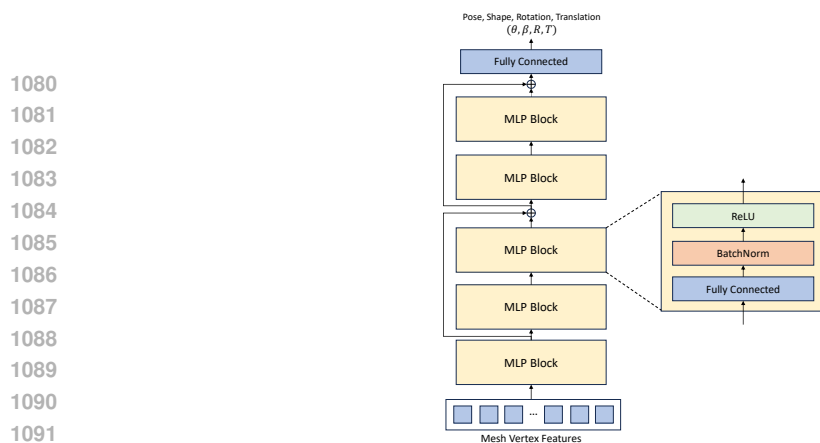 Pose, Shape, Rotation, Translation
(θ, β, R, T)
Fully Connected
1080
1081
MLP Block
1082
1083
MLP Block
1084
ReLU
1085
MLP Block
BatchNorm
1086
Fully Connected
1087
MLP Block
1088
1089
MLP Block
1090
...
1091
Mesh Vertex Features